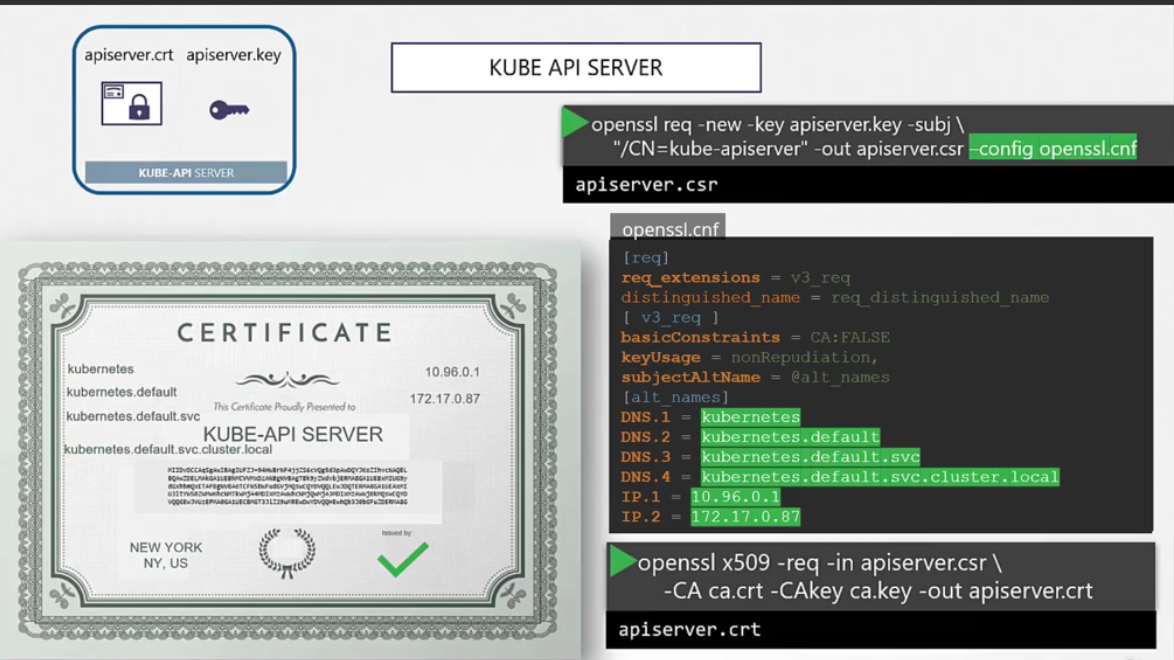 apiserver.crt apiserver.key
KUBE-API SERVER
KUBE API SERVER
openssl req -new -key apiserver.key -subj \
"/CN=kube-apiserver" -out apiserver.csr –config openssl.cnf
apiserver.csr
openssl.cnf
[req]
req_extensions = v3_req
distinguished_name = req_distinguished_name
[ v3_req ]
basicConstraints = CA:FALSE
keyUsage = nonRepudiation,
subjectAltName = @alt_names
[alt_names]
DNS.1 = kubernetes
DNS.2 = kubernetes.default
DNS.3 = kubernetes.default.svc
DNS.4 = kubernetes.default.svc.cluster.local
IP.1 = 10.96.0.1
IP.2 = 172.17.0.87
openssl x509 -req -in apiserver.csr \
-CA ca.crt -CAkey ca.key -out apiserver.crt
apiserver.crt
CERTIFICATE
kubernetes
10.96.0.1
kubernetes.default
172.17.0.87
kubernetes.default.svc
This Certificate Proudly Presented to
KUBE-API SERVER
kubernetes.default.svc.cluster.local
Issued by:
NEW YORK
NY, US